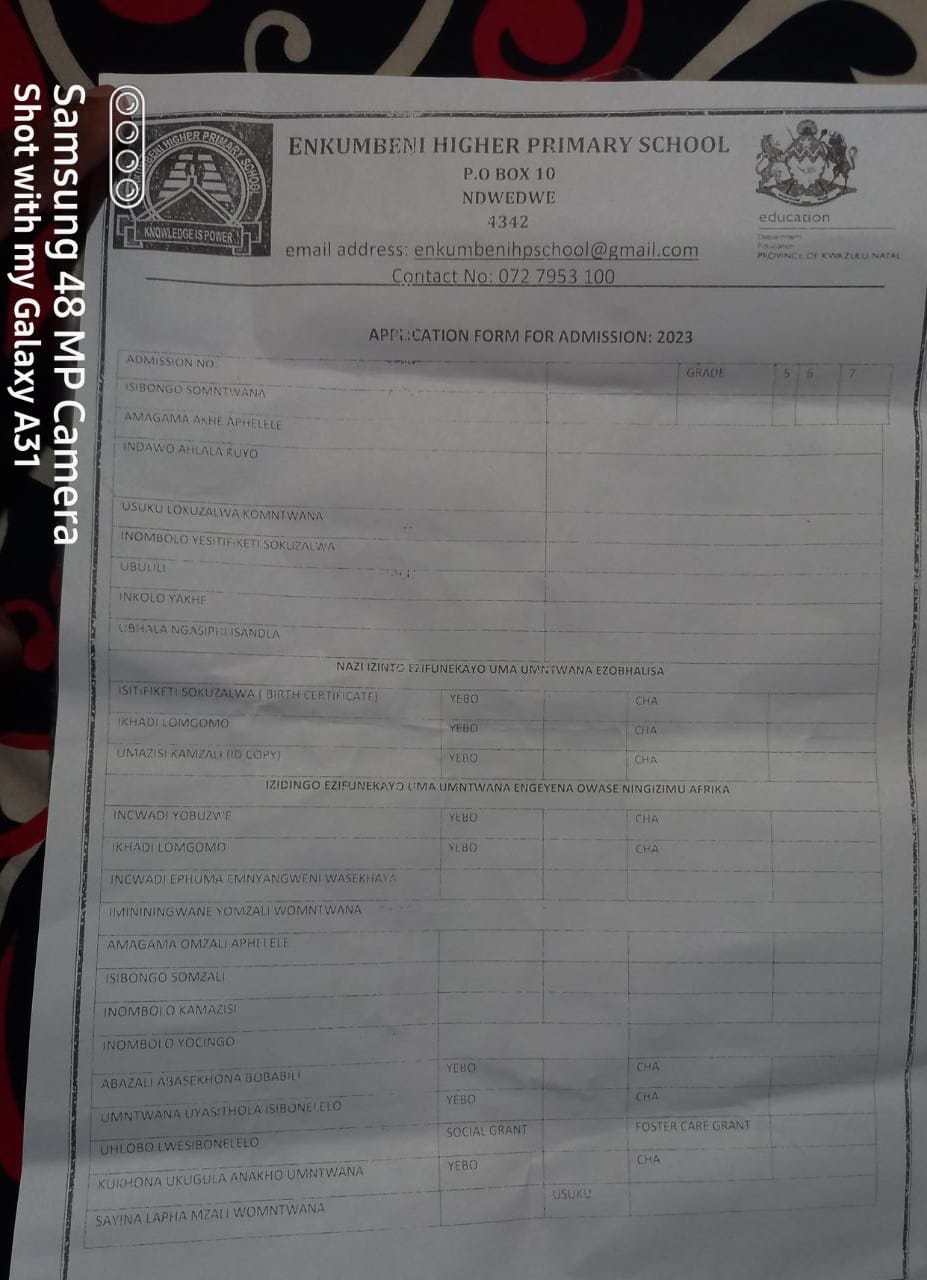 ENKUMBENI HIGHER PRIMARY SCHOOL
P.O BOX 10
NDWEDWE
4342
email address: enkumbenihpschool@gmail.com
Contact No: 072 7953 100
HIGHER PRIMARY SCHOOL
KNOWLEDGE IS POWER
education
Department
Education
PROVINCE OF KWAZULU NATAL
APPLICATION FORM FOR ADMISSION: 2023
ADMISSION NO GRADE 5 6 7
ISIBONGO SOMNTWANA
AMAGAMA AKHE APHELELE
INDAWO AHLALA KUYO
USUKU LOKUZALWA KOMNTWANA
INOMBOLO YESITIFIKETI SOKUZALWA
UBULILI
INKOLO YAKHE
UBHALA NGASIPHI ISANDLA
NAZI IZINTO EZIFUNEKAYO UMA UMNTWANA EZOBHALISA
ISITIFIKETI SOKUZALWA ( BIRTH CERTIFICATE) YEBO CHA
IKHADI LOMGOMO YEBO CHA
UMAZISI KAMZALI (ID COPY) YEBO CHA
IZIDINGO EZIFUNEKAYO UMA UMNTWANA ENGEYENA OWASE NINGIZIMU AFRIKA
INCWADI YOBUZWE YEBO CHA
IKHADI LOMGOMO YEBO CHA
INCWADI EPHUMA EMNYANGWENI WASEKHAYA
IMINININGWANE YOMZALI WOMNTWANA
AMAGAMA OMZALI APHELELE
ISIBONGO SOMZALI
INOMBOLO KAMAZISI
INOMBOLO YOCINGO
ABAZALI ABASEKHONA BOBABILI YEBO CHA
UMNTWANA UYASITHOLA ISIBONELELO YEBO CHA
UHLOBO LWESIBONELELO SOCIAL GRANT FOSTER CARE GRANT
KUKHONA UKUGULA ANAKHO UMNTWANA YEBO CHA
SAYINA LAPHA MZALI WOMNTWANA USUKU
Samsung 48 MP Camera
Shot with my Galaxy A31